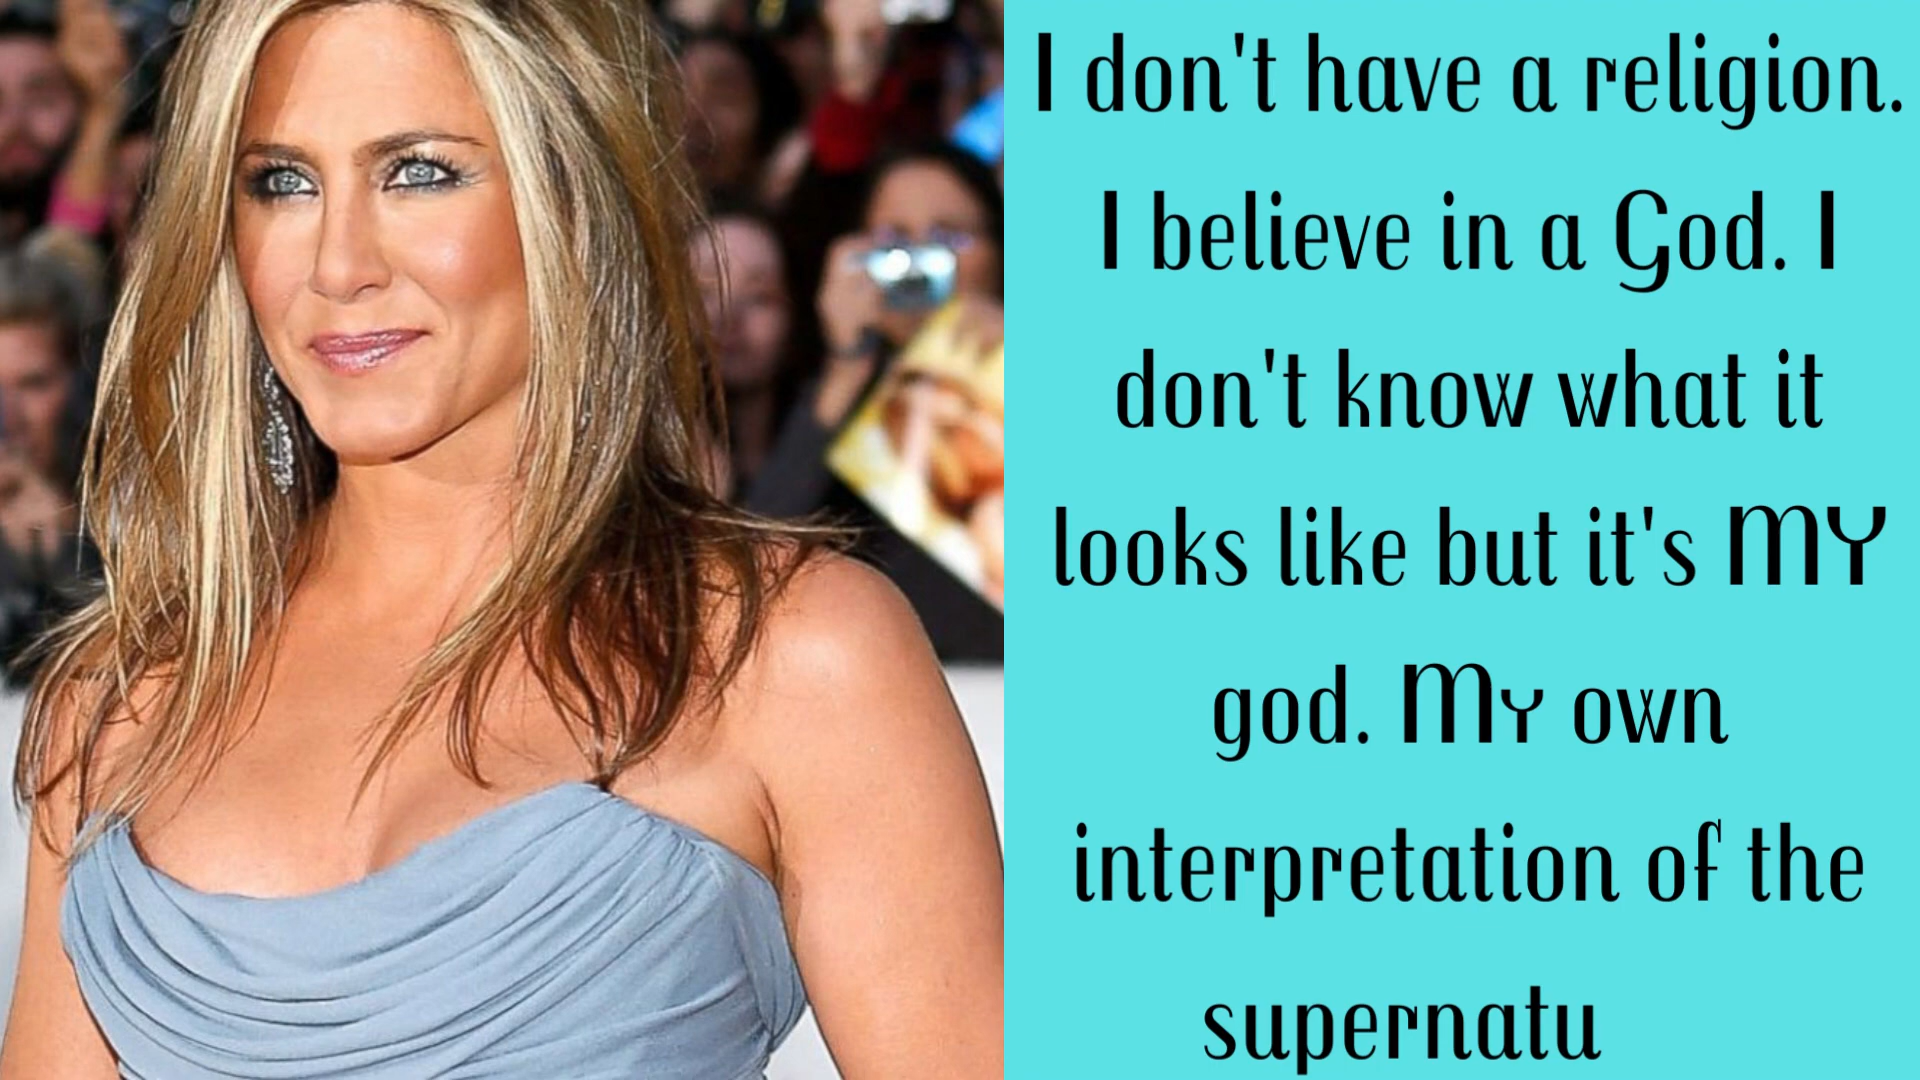 I don't have a religion.
I believe in a God. I
don't know what it
looks like but it's MY
god. My own
interpretation of the
supernatu